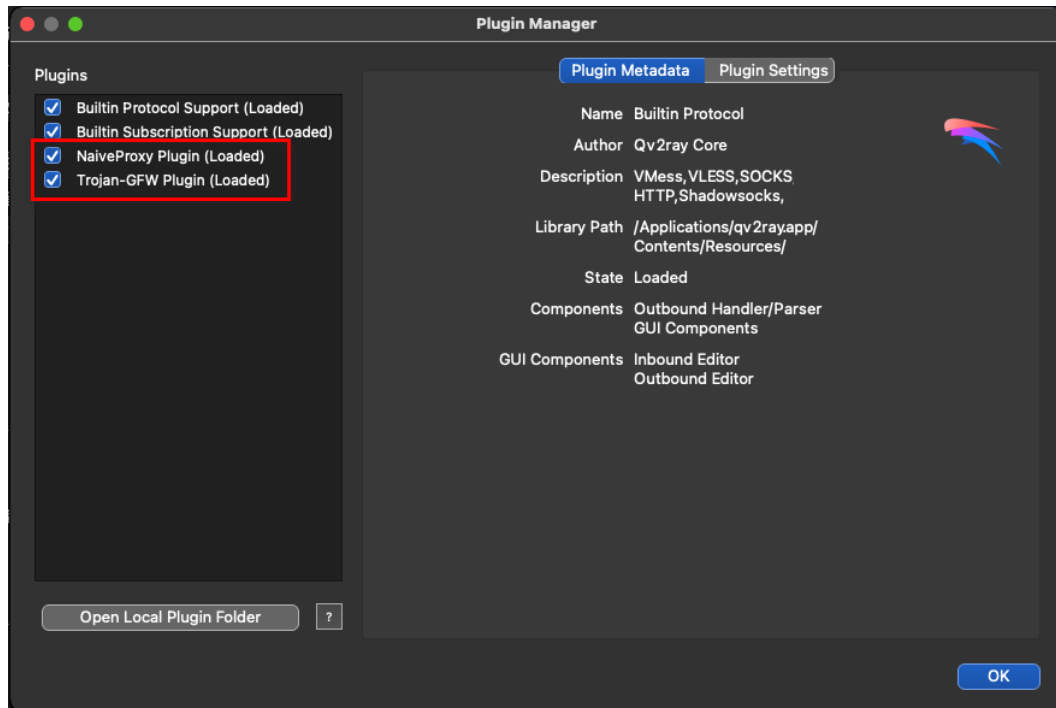 Plugin Manager
Plugins
Builtin Protocol Support (Loaded)
Builtin Subscription Support (Loaded)
NaiveProxy Plugin (Loaded)
Trojan-GFW Plugin (Loaded)
Open Local Plugin Folder
?
Plugin Metadata
Plugin Settings
Name Builtin Protocol
Author Qv2ray Core
Description VMess,VLESS,SOCKS
HTTP,Shadowsocks,
Library Path /Applications/qv2ray.app/
Contents/Resources/
State Loaded
Components Outbound Handler/Parser
GUI Components
GUI Components Inbound Editor
Outbound Editor
OK